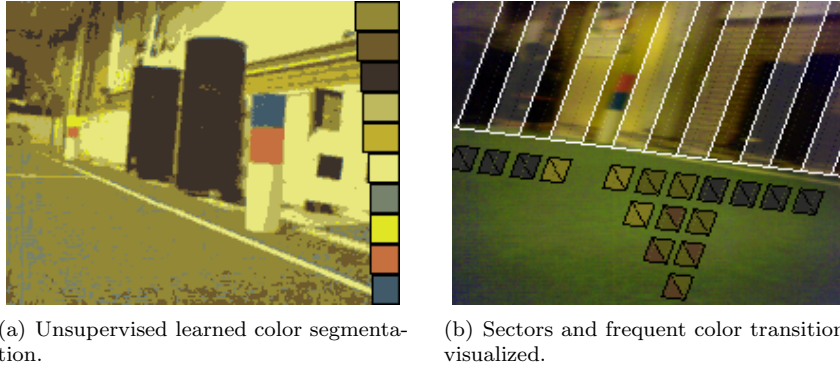 (a) Unsupervised learned color segmenta-
tion.
(b) Sectors and frequent color transition
visualized.